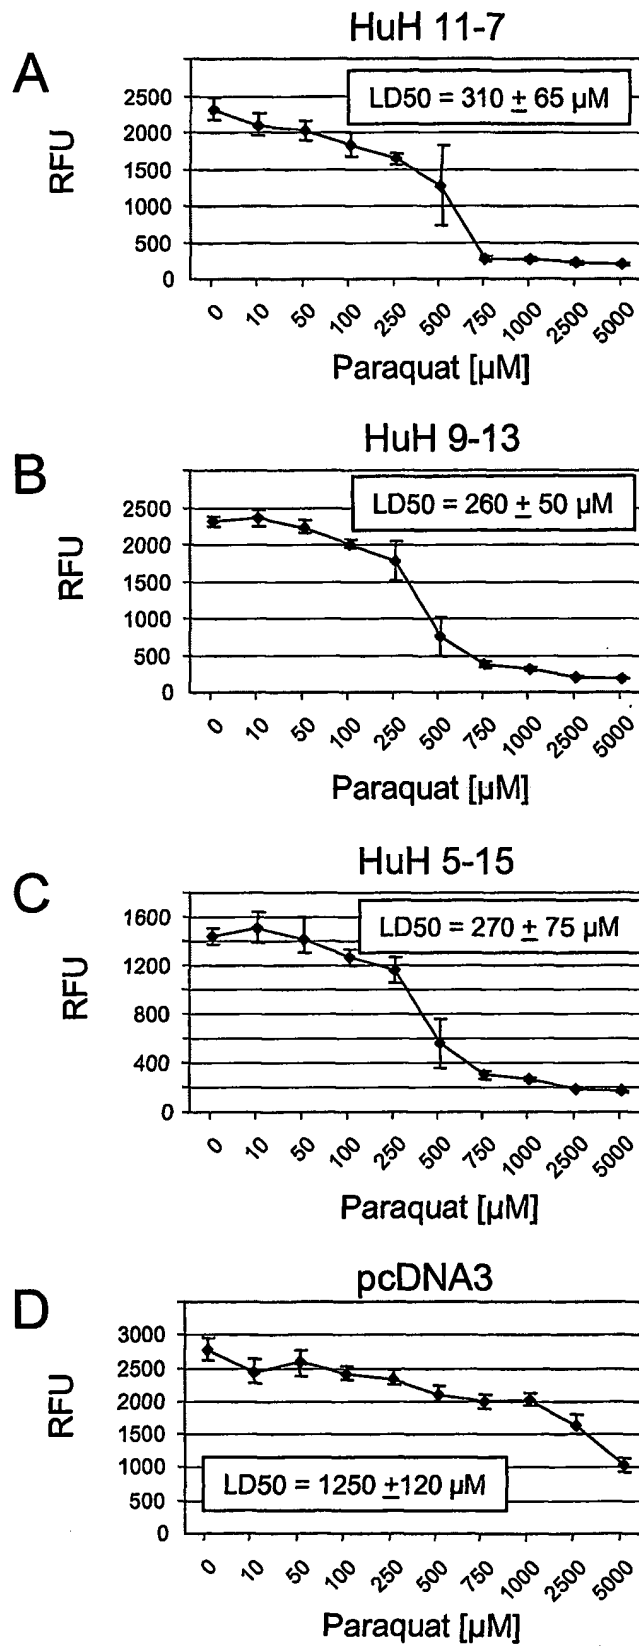 HuH 11-7
A
LD50 = 310 ± 65 µM
RFU
2500
2000
1500
1000
500
0
0 10 50 100 250 500 750 1000 2500 5000
Paraquat [µM]
HuH 9-13
B
LD50 = 260 ± 50 µM
RFU
2500
2000
1500
1000
500
0
0 10 50 100 250 500 750 1000 2500 5000
Paraquat [µM]
HuH 5-15
C
LD50 = 270 ± 75 µM
RFU
1600
1200
800
400
0
0 10 50 100 250 500 750 1000 2500 5000
Paraquat [µM]
pcDNA3
D
RFU
3000
2500
2000
1500
1000
500
0
LD50 = 1250 ±120 µM
0 10 50 100 250 500 750 1000 2500 5000
Paraquat [µM]